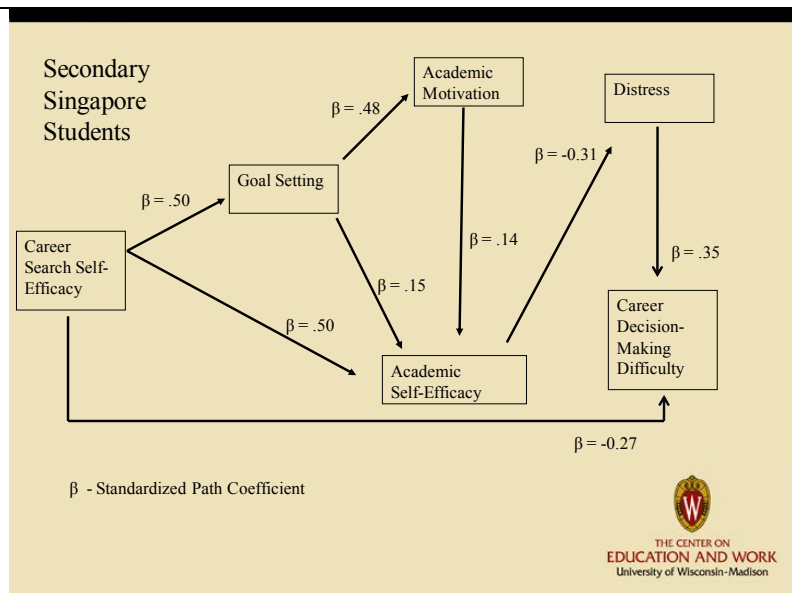 Secondary
Singapore
Students
Academic
Motivation
Distress
β = .48
β = -0.31
Goal Setting
β = .50
Career
Search Self-
Efficacy
β = .14
β = .35
β = .15
Career
Decision-
Making
Difficulty
β = .50
Academic
Self-Efficacy
β = -0.27
β - Standardized Path Coefficient
W
THE CENTER ON
EDUCATION AND WORK
University of Wisconsin-Madison